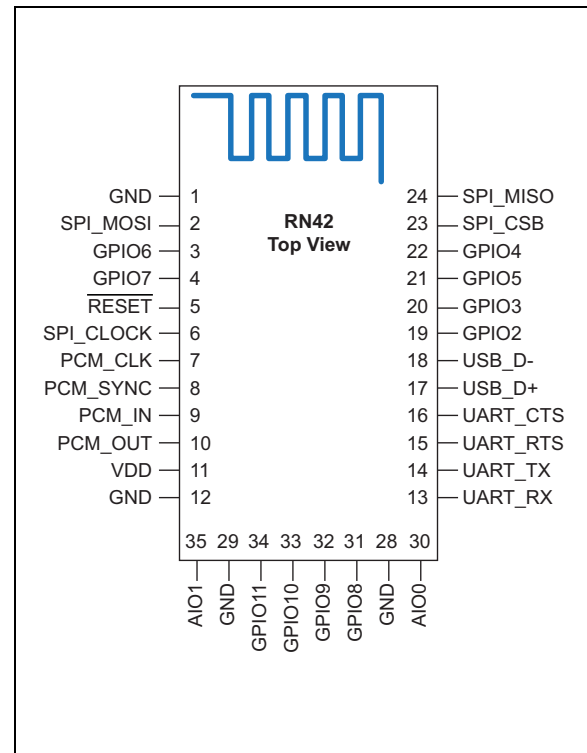 RN42
Top View
GND 1
SPI_MOSI 2
GPIO6 3
GPIO7 4
RESET 5
SPI_CLOCK 6
PCM_CLK 7
PCM_SYNC 8
PCM_IN 9
PCM_OUT 10
VDD 11
GND 12
24 SPI_MISO
23 SPI_CSB
22 GPIO4
21 GPIO5
20 GPIO3
19 GPIO2
18 USB_D-
17 USB_D+
16 UART_CTS
15 UART_RTS
14 UART_TX
13 UART_RX
35 29 34 33 32 31 28 30
AIO1
GND
GPIO11
GPIO10
GPIO9
GPIO8
GND
AIO0